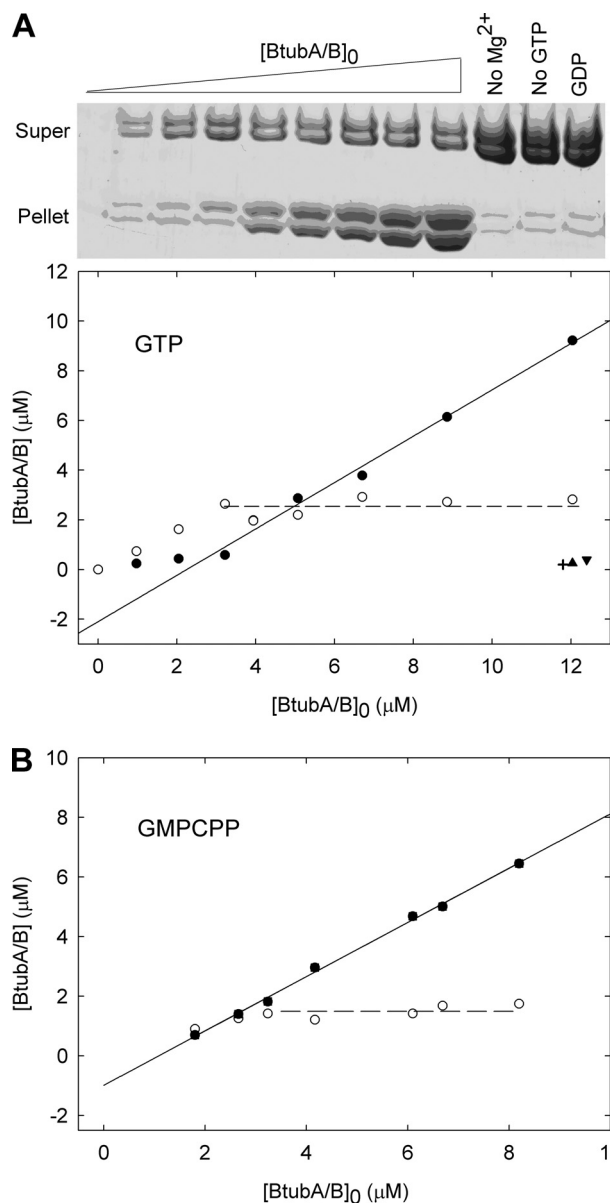 A
[BtubA/B]0
No Mg2+
No GTP
GDP
Super
Pellet
12
10
8
6
4
2
0
-2
GTP
[BtubA/B] (μM)
0
2
4
6
8
10
12
[BtubA/B]0 (μM)
B
10
8
6
4
2
0
-2
GMPCPP
[BtubA/B] (μM)
0
2
4
6
8
1
[BtubA/B]0 (μM)